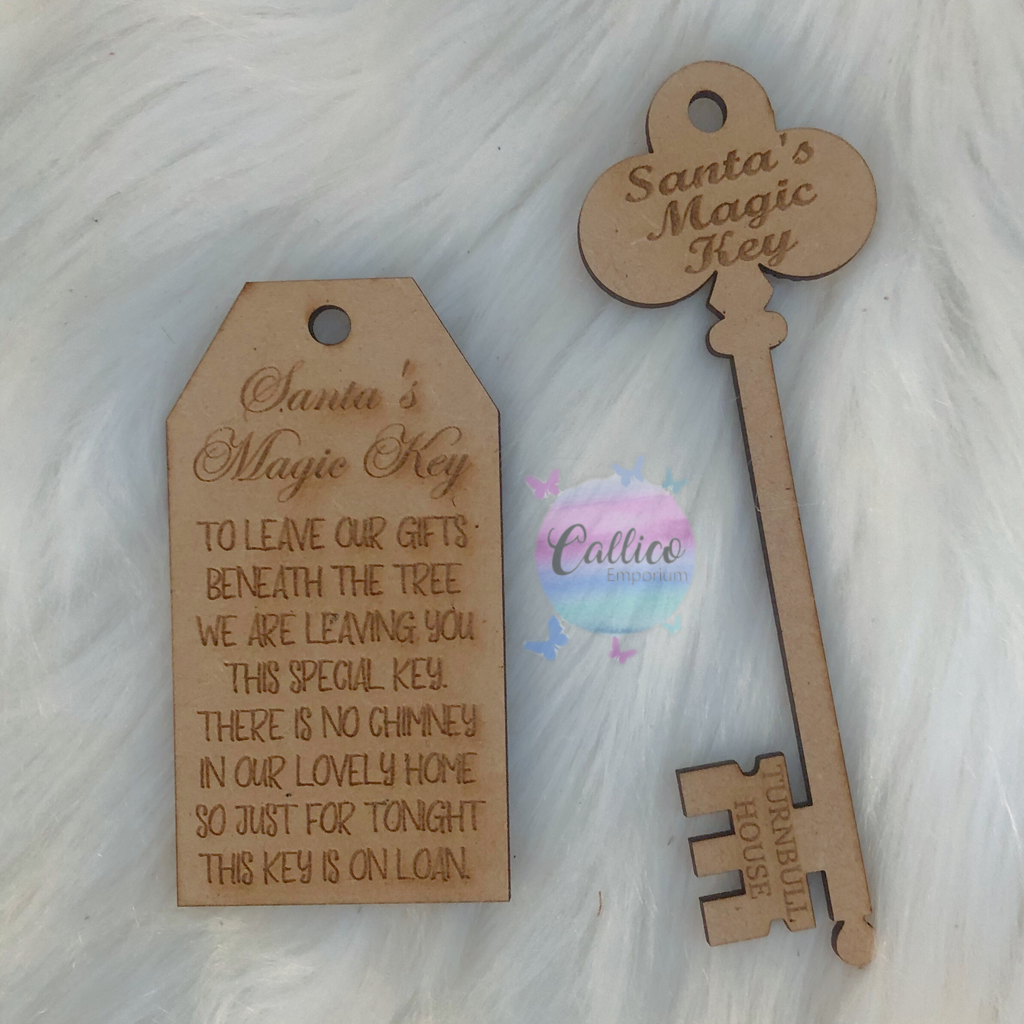 Santa's
Magic Key
TO LEAVE OUR GIFTS
BENEATH THE TREE
WE ARE LEAVING YOU
THIS SPECIAL KEY.
THERE IS NO CHIMNEY
IN OUR LOVELY HOME
SO JUST FOR TONIGHT
THIS KEY IS ON LOAN.
Santa's
Magic
Key
TURNBULL
HOUSE
Callico
Emporium